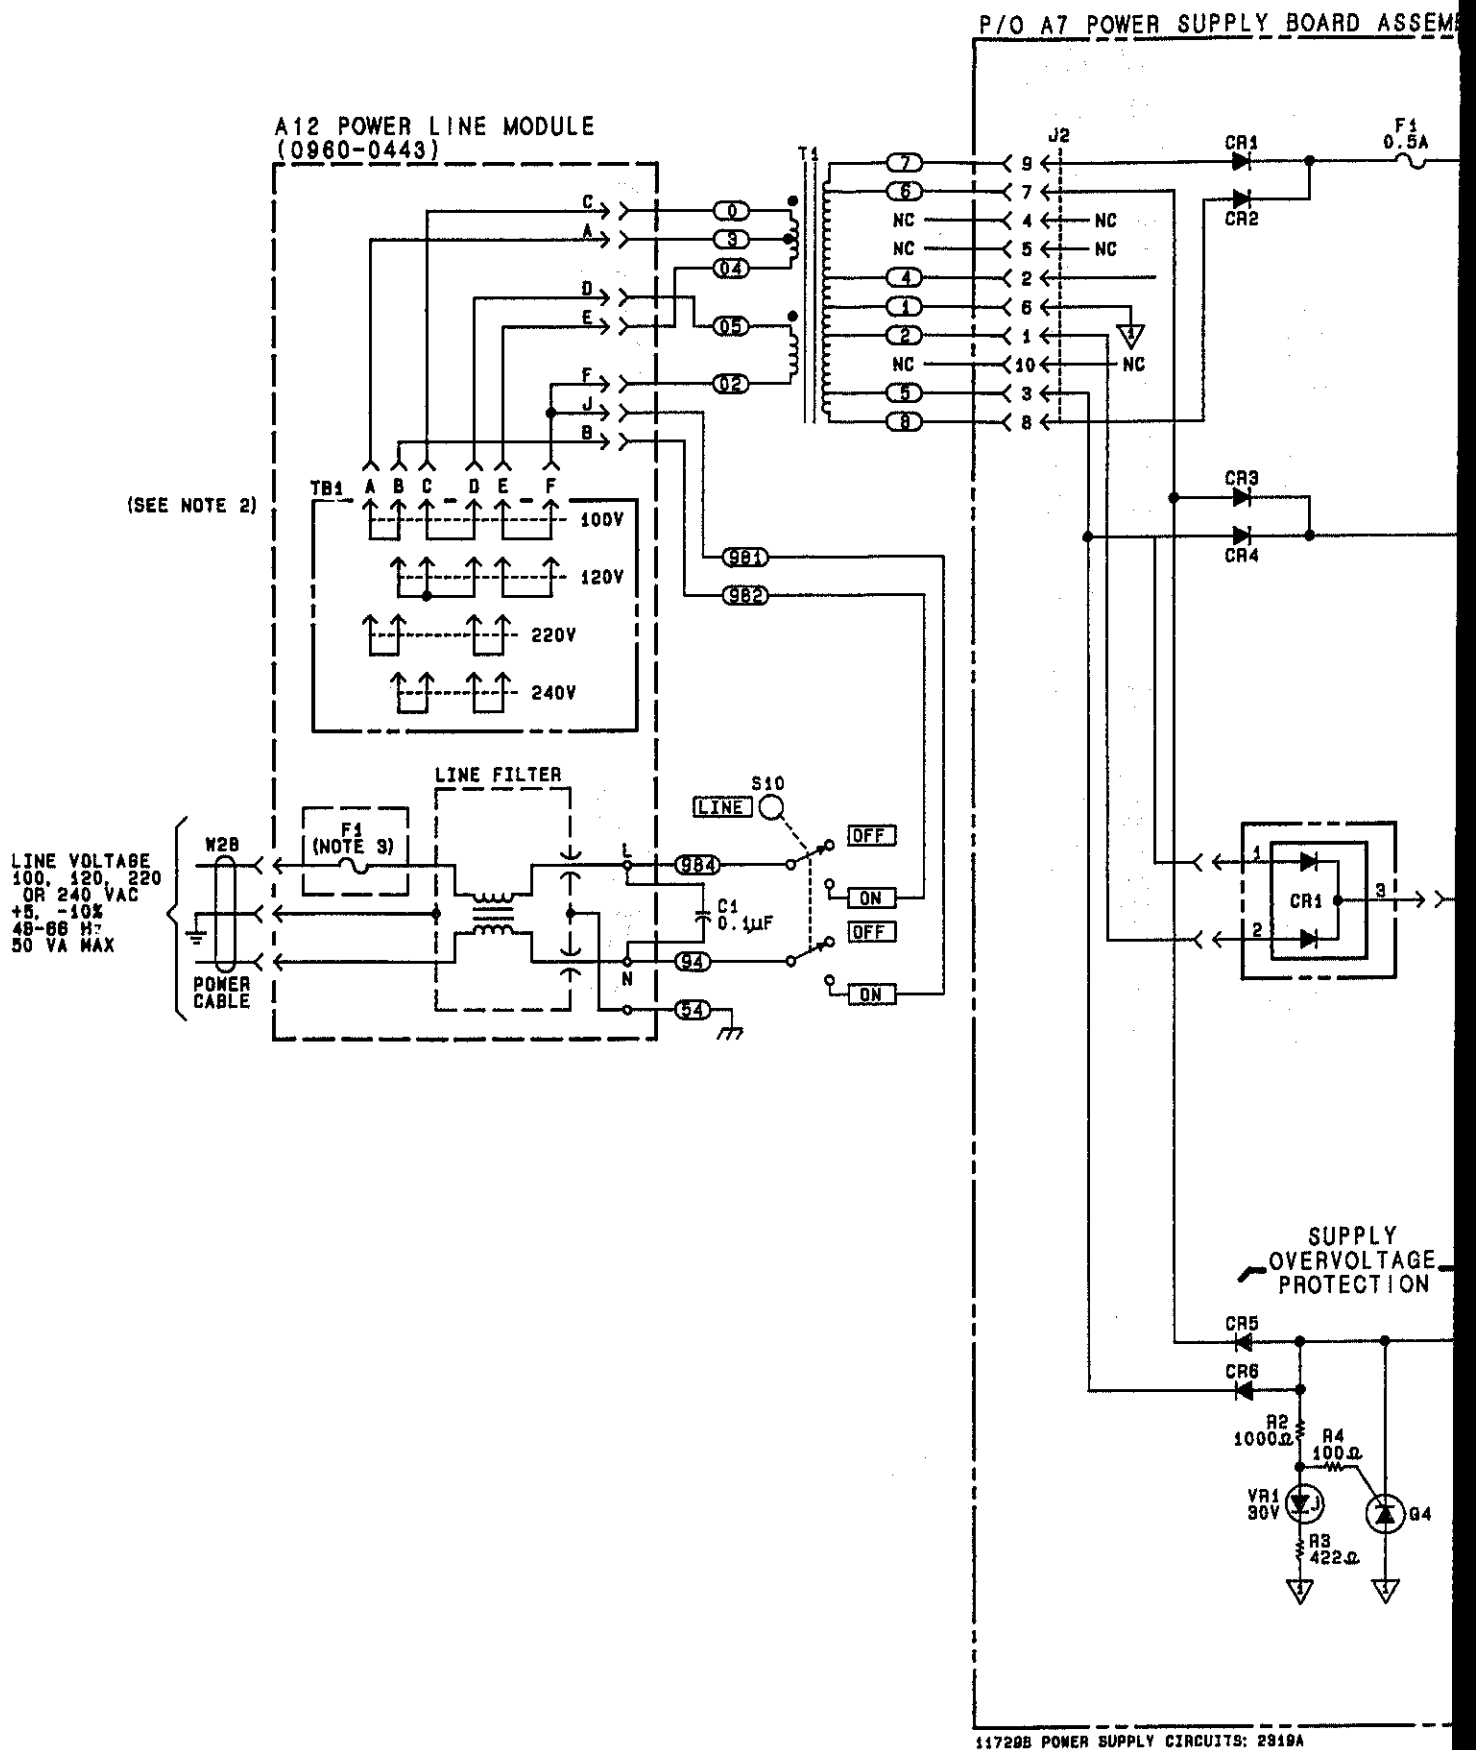 P/O A7 POWER SUPPLY BOARD ASSEM
A12 POWER LINE MODULE
(0960-0443)
T1
J2
CR1
F1
0.5A
CR2
C
0
7
9
6
7
A
3
NC
4
NC
04
NC
5
NC
D
4
2
E
05
1
6
1
2
1
F
02
NC
10
NC
J
5
3
B
8
8
(SEE NOTE 2)
TB1
A B C D E F
100V
120V
220V
240V
981
982
CR3
CR4
LINE FILTER
S10
LINE
OFF
ON
OFF
ON
W28
F1
(NOTE 3)
LINE VOLTAGE
100, 120, 220
OR 240 VAC
+5, -10%
48-66 Hz
50 VA MAX
POWER
CABLE
L
984
C1
0.1µF
94
N
54
1
CR1
3
2
SUPPLY
OVERVOLTAGE
PROTECTION
CR5
CR6
R2
1000Ω
R4
100Ω
VR1
30V
J
Q4
R3
422Ω
1
1
11729B POWER SUPPLY CIRCUITS: 2319A